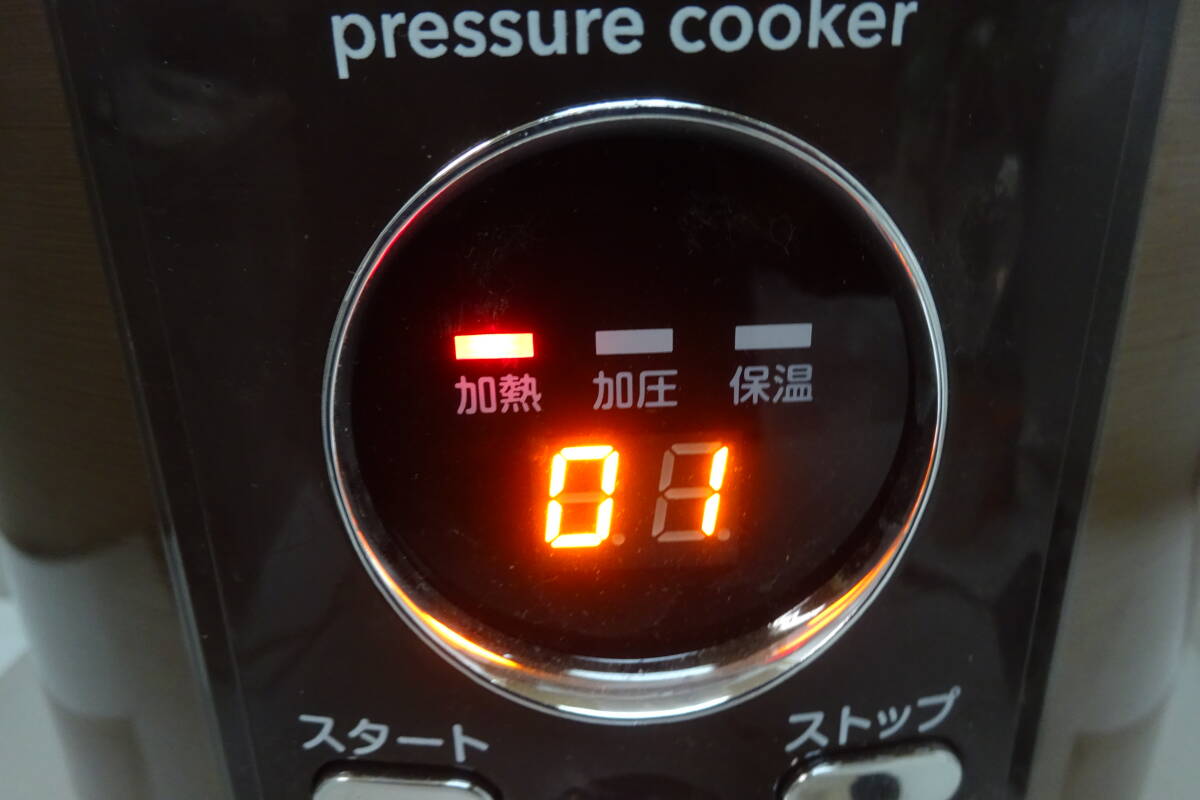 pressure cooker
加熱 加圧 保温
01
スタート ストップ